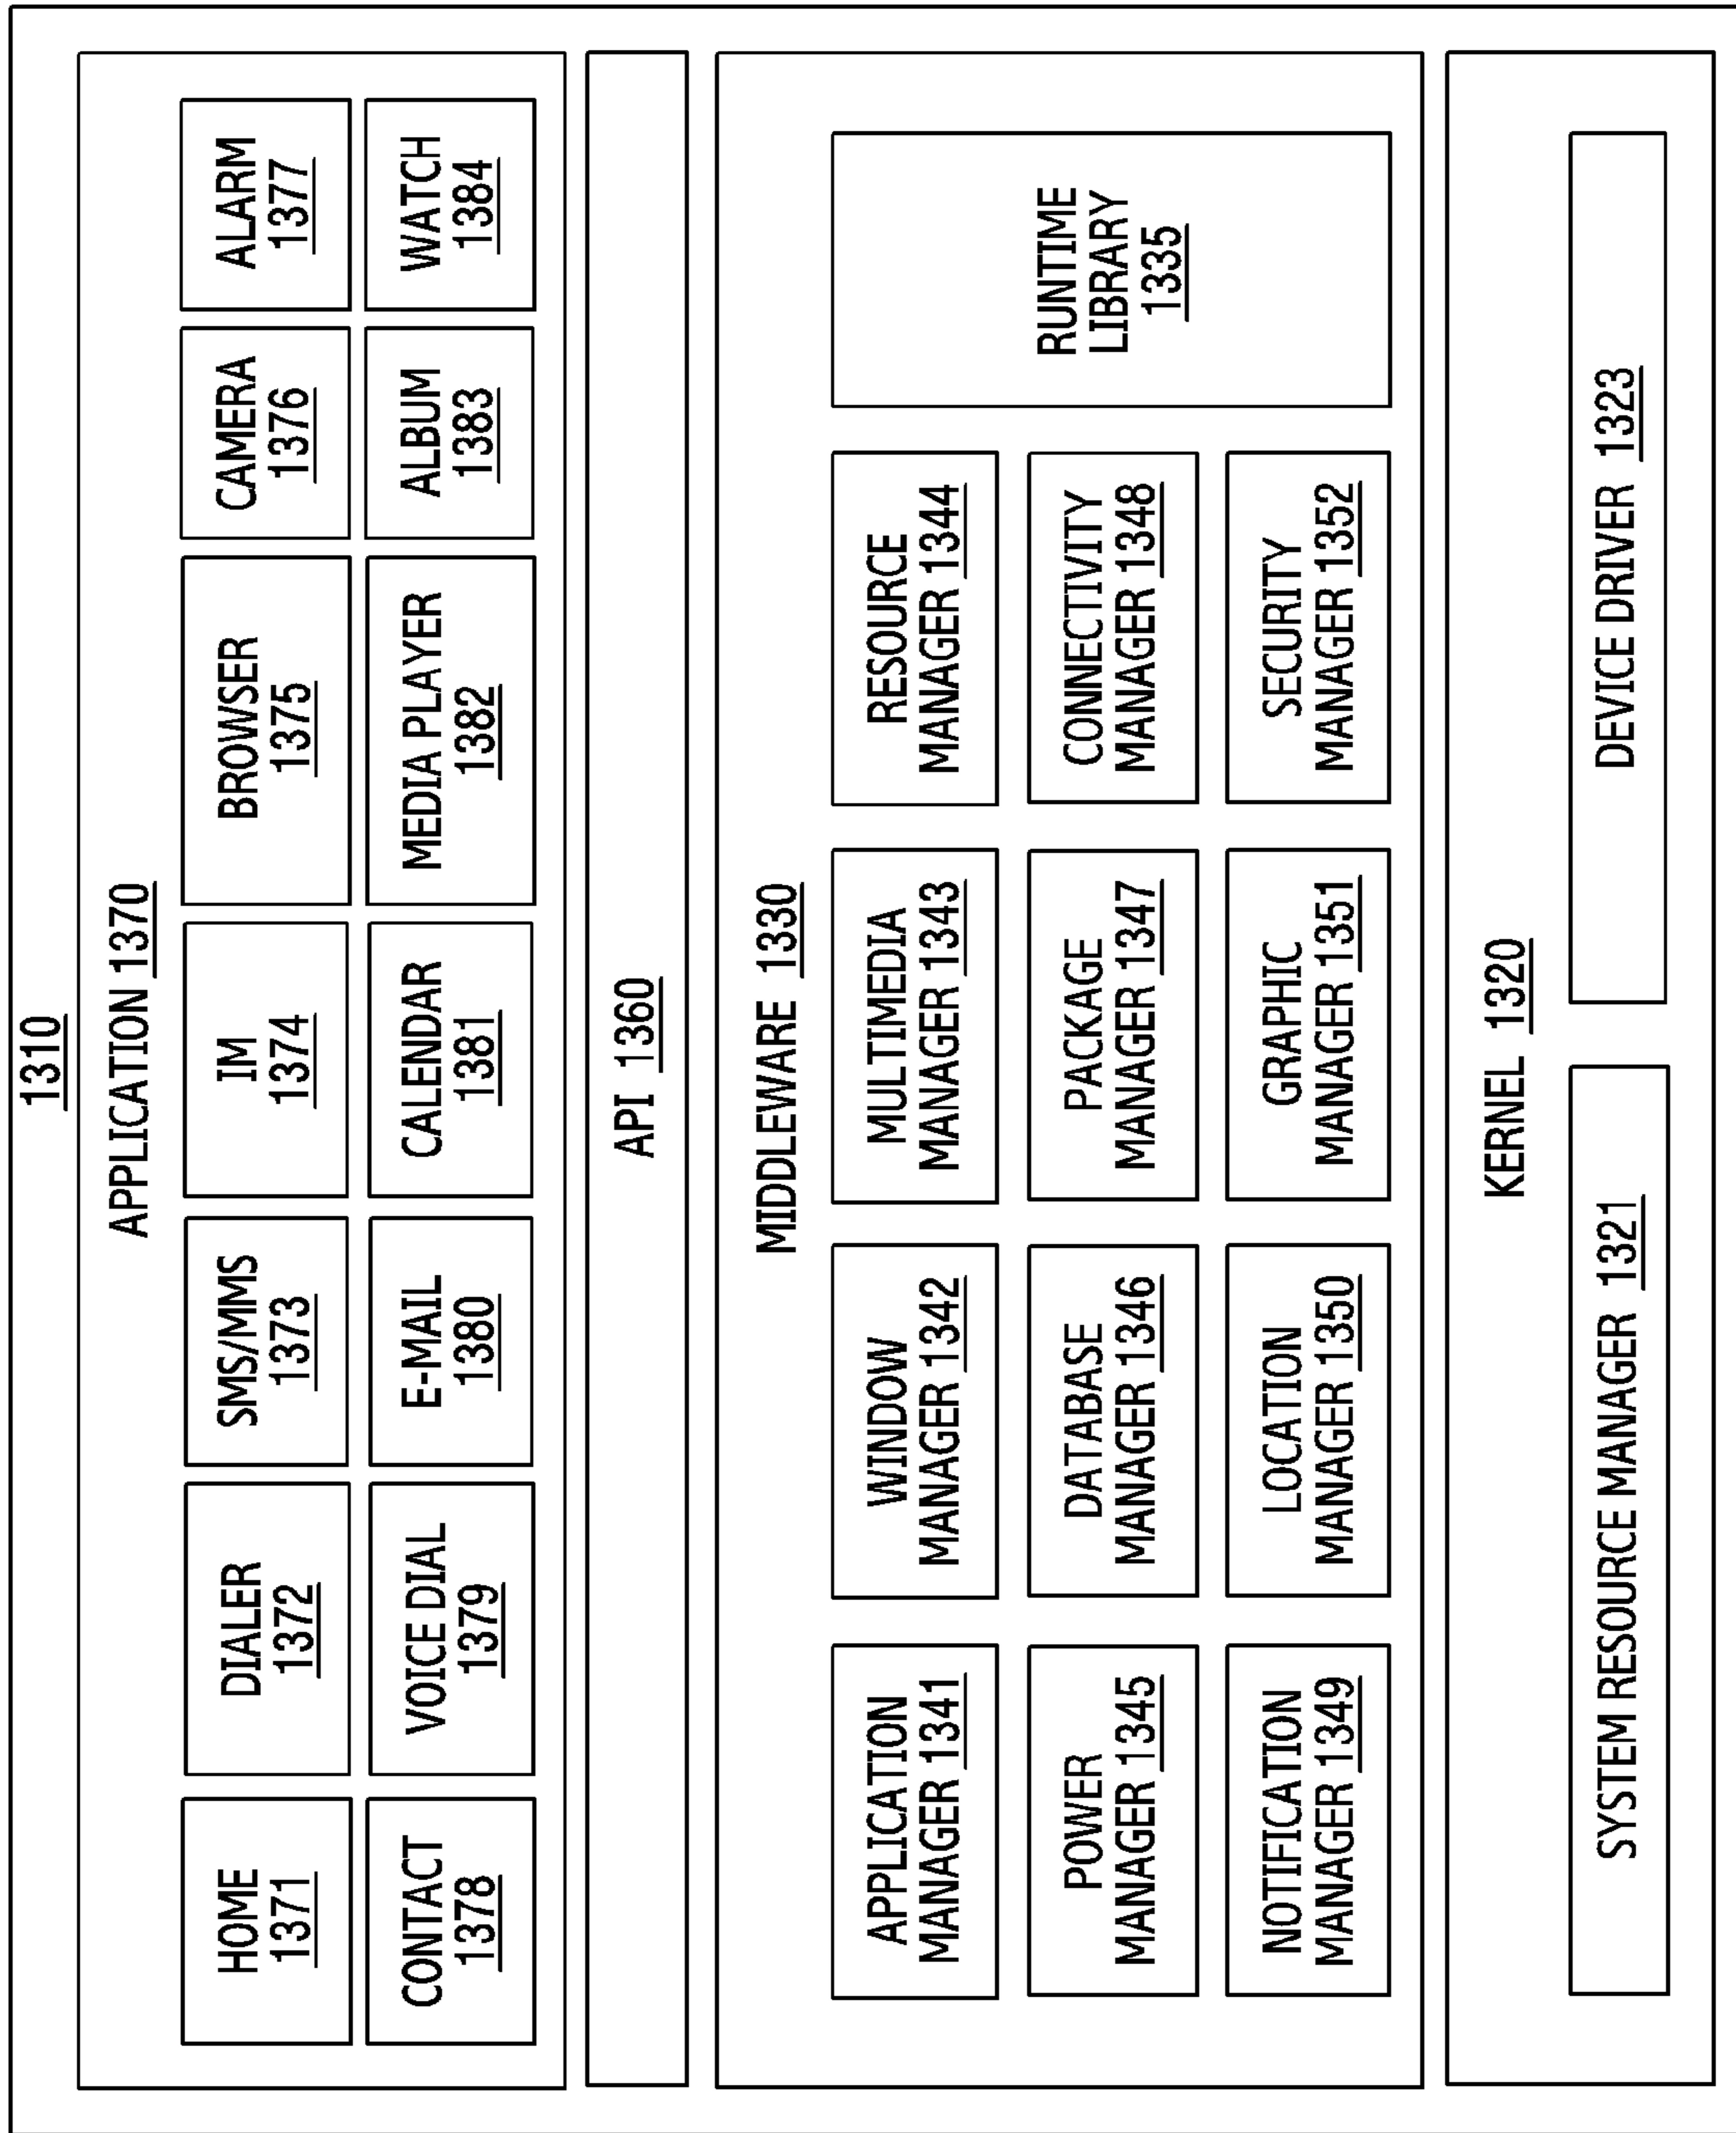 1310
APPLICATION 1370
HOME
1371
DIALER
1372
SMS/MMS
1373
IM
1374
BROWSER
1375
CAMERA
1376
ALARM
1377
CONTACT
1378
VOICE DIAL
1379
E-MAIL
1380
CALENDAR
1381
MEDIA PLAYER
1382
ALBUM
1383
WATCH
1384
API 1360
MIDDLEWARE 1330
APPLICATION
MANAGER 1341
WINDOW
MANAGER 1342
MULTIMEDIA
MANAGER 1343
RESOURCE
MANAGER 1344
POWER
MANAGER 1345
DATABASE
MANAGER 1346
PACKAGE
MANAGER 1347
CONNECTIVITY
MANAGER 1348
NOTIFICATION
MANAGER 1349
LOCATION
MANAGER 1350
GRAPHIC
MANAGER 1351
SECURITY
MANAGER 1352
RUNTIME
LIBRARY
1335
KERNEL 1320
SYSTEM RESOURCE MANAGER 1321
DEVICE DRIVER 1323